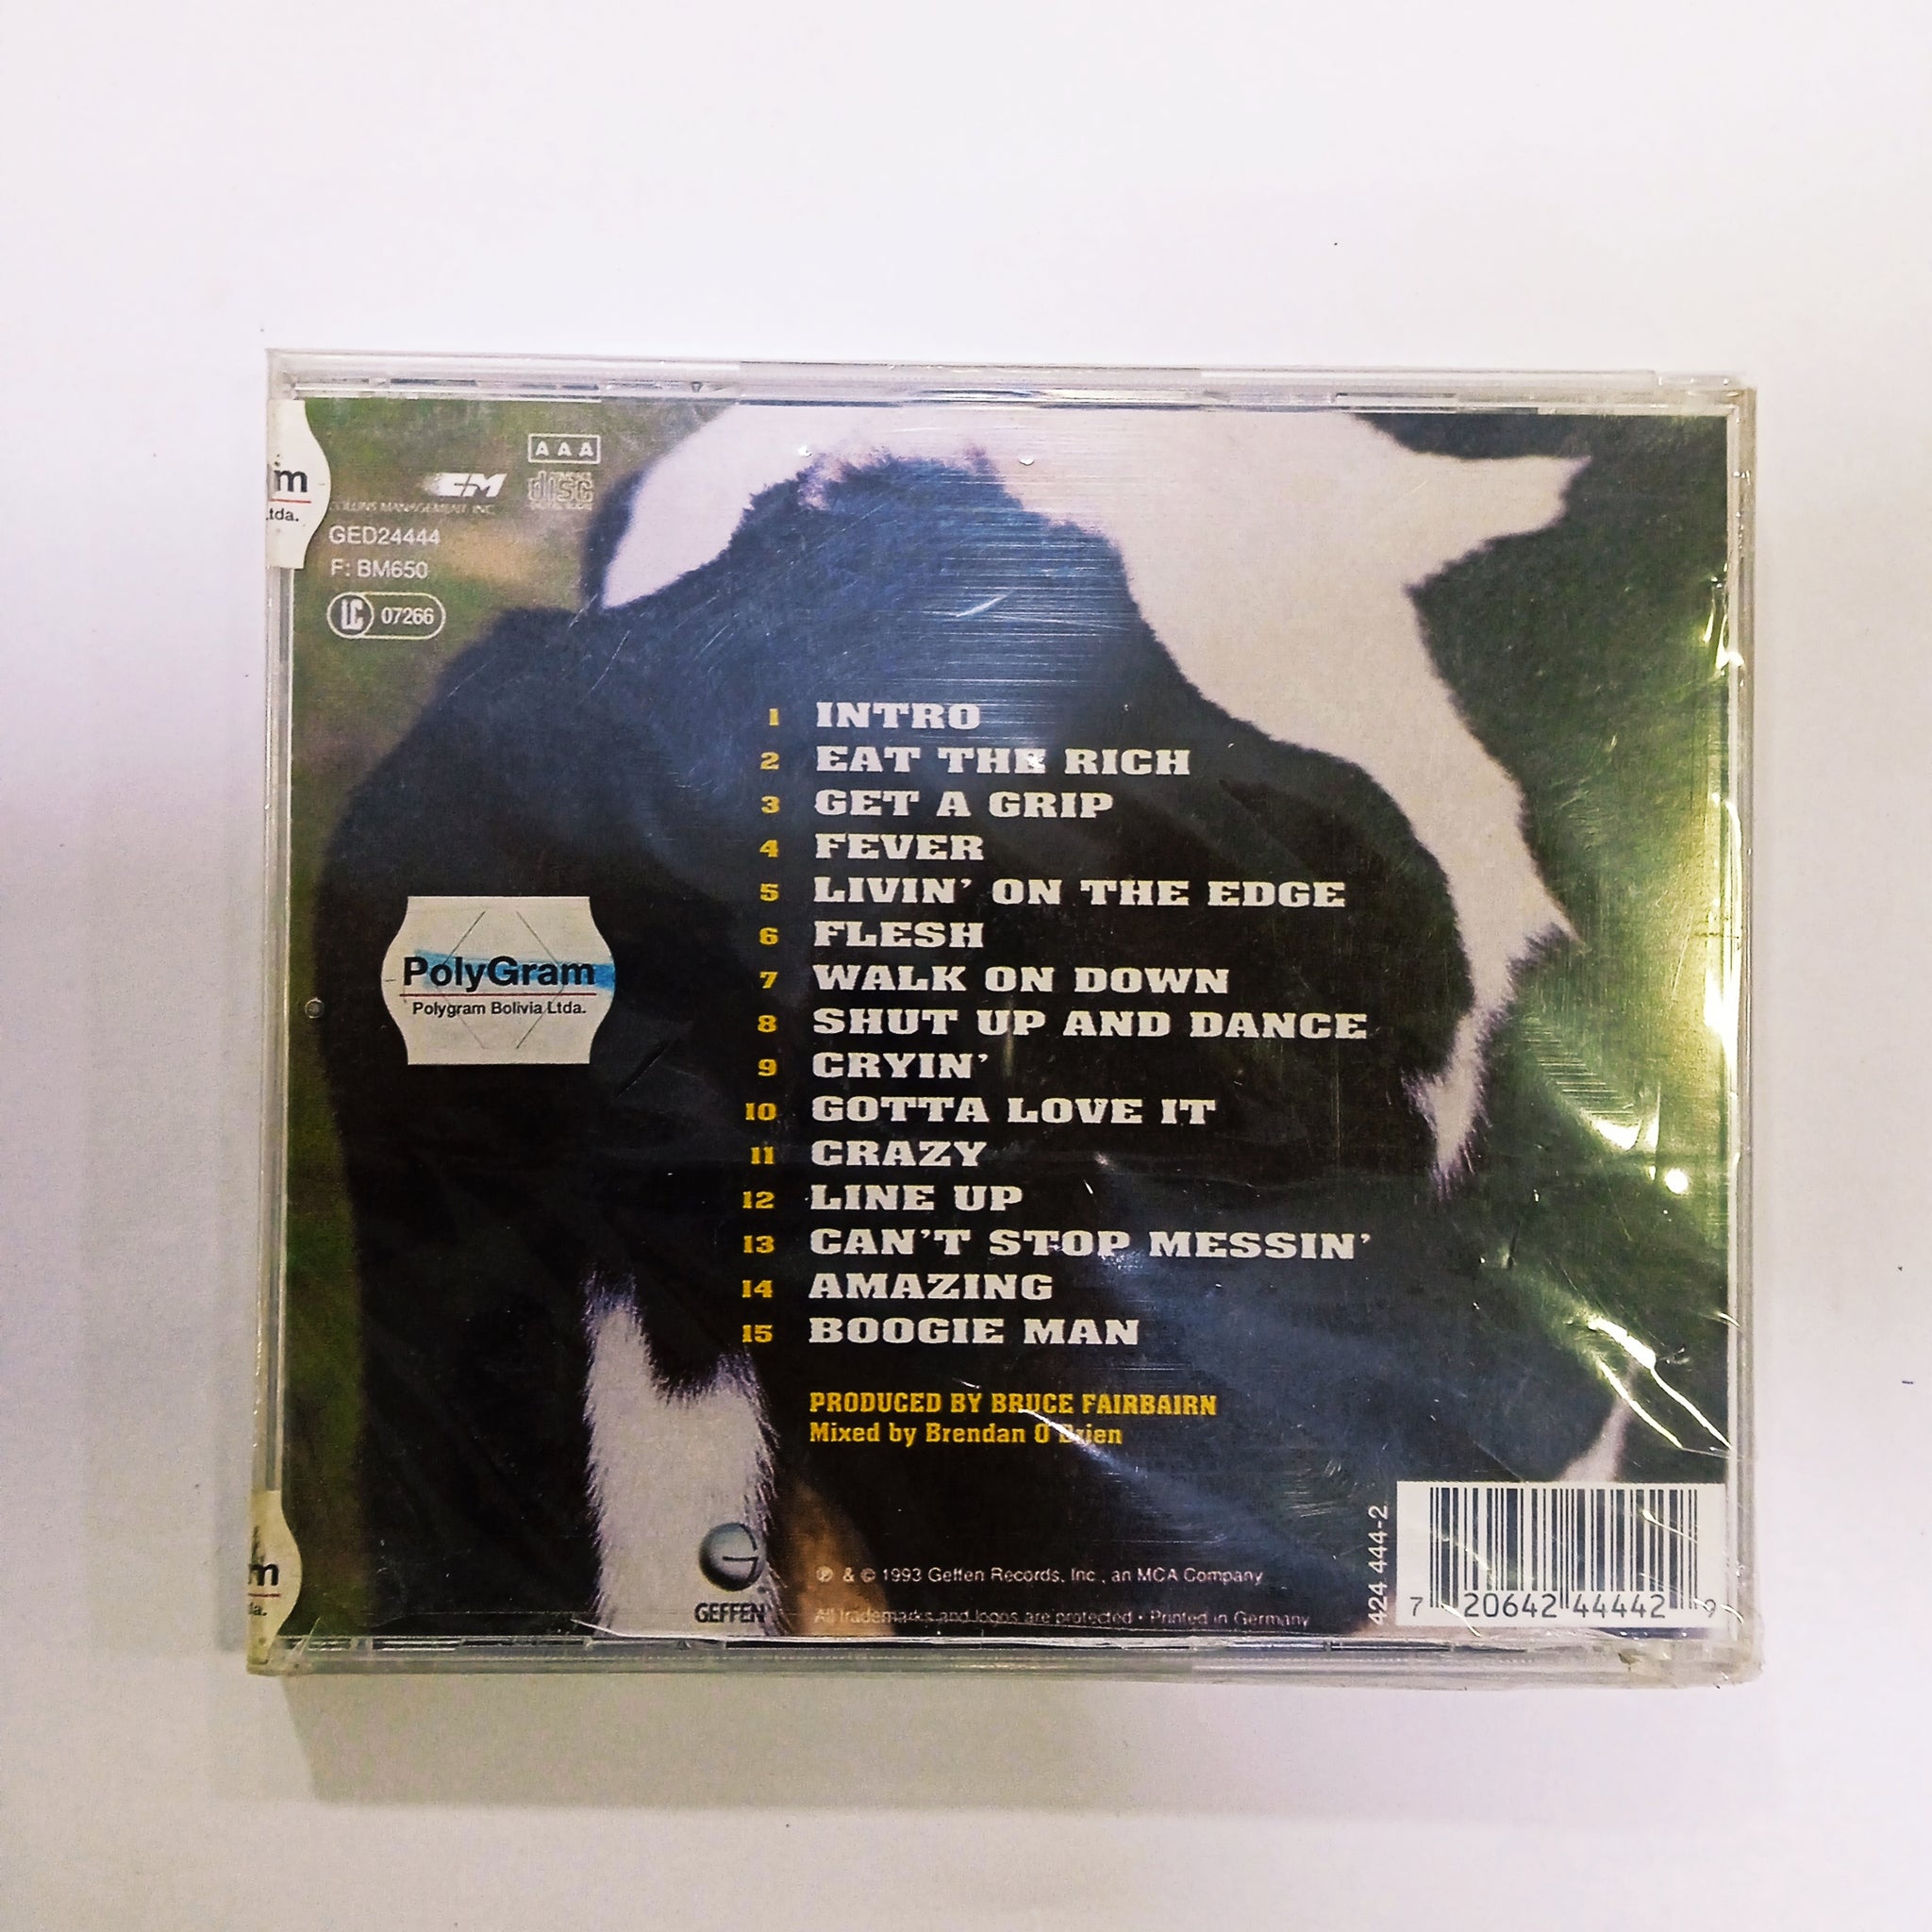 m
Ltda.
AAA
CM
COLLINS MANAGEMENT, INC.
disc
GED24444
F: BM650
LC 07266
1 INTRO
2 EAT THE RICH
3 GET A GRIP
4 FEVER
5 LIVIN' ON THE EDGE
6 FLESH
7 WALK ON DOWN
8 SHUT UP AND DANCE
9 CRYIN'
10 GOTTA LOVE IT
11 CRAZY
12 LINE UP
13 CAN'T STOP MESSIN'
14 AMAZING
15 BOOGIE MAN
PolyGram
Polygram Bolivia Ltda.
PRODUCED BY BRUCE FAIRBAIRN
Mixed by Brendan O'Brien
m
da.
G
GEFFEN
℗ & © 1993 Geffen Records, Inc., an MCA Company
All trademarks and logos are protected • Printed in Germany
424 444-2
7 20642 44442 9